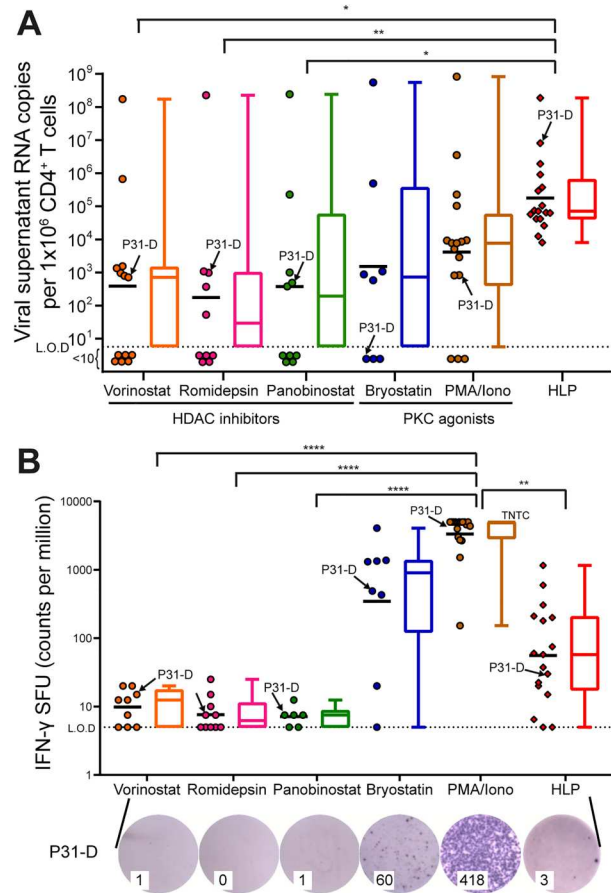 A
*
**
*
Viral supernatant RNA copies
per 1x10⁶ CD4⁺ T cells
10⁹
10⁸
10⁷
10⁶
10⁵
10⁴
10³
10²
10¹
L.O.D
<10{
P31-D
P31-D
P31-D
P31-D
P31-D
P31-D
Vorinostat Romidepsin Panobinostat Bryostatin PMA/Iono HLP
HDAC inhibitors PKC agonists
B
****
****
****
**
IFN-γ SFU (counts per million)
10000
1000
100
10
L.O.D
1
P31-D
P31-D
P31-D
P31-D
TNTC
P31-D
Vorinostat Romidepsin Panobinostat Bryostatin PMA/Iono HLP
P31-D
1 0 1 60 418 3